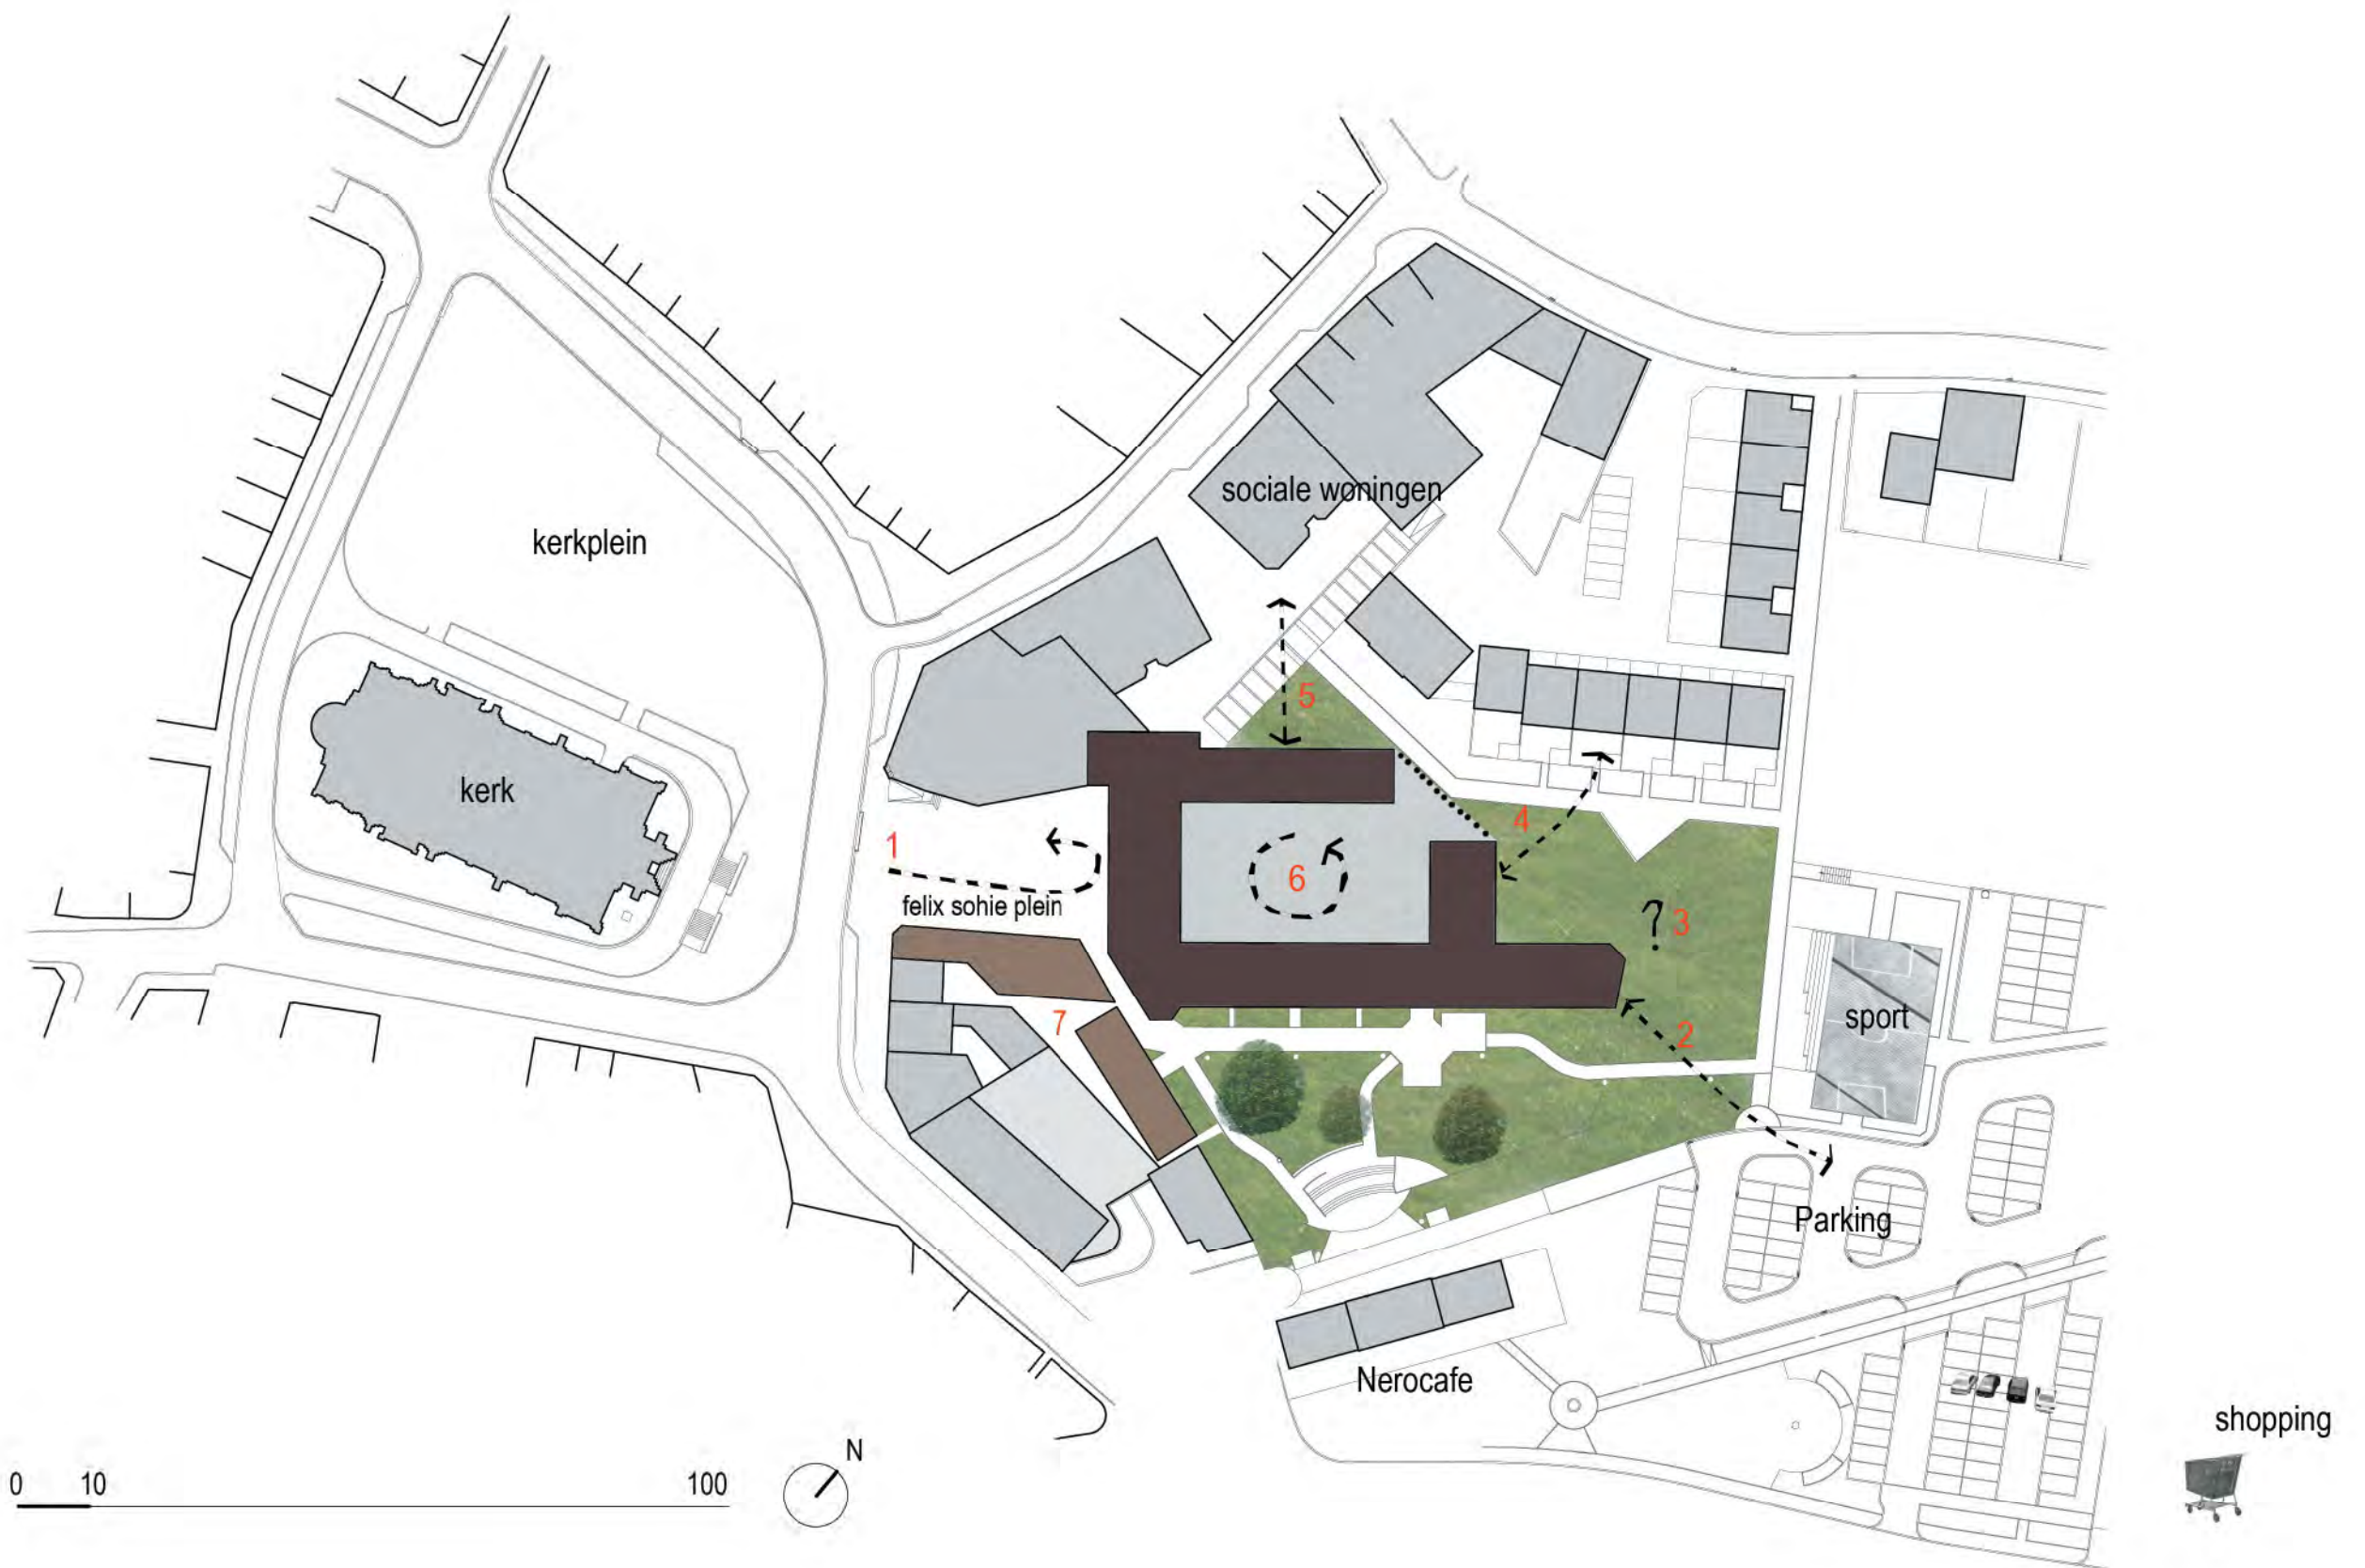 sociale woningen
kerkplein
5
kerk
4
1
6
felix sohie plein
? 3
7
sport
2
Parking
Nerocafe
shopping
N
0 10 100